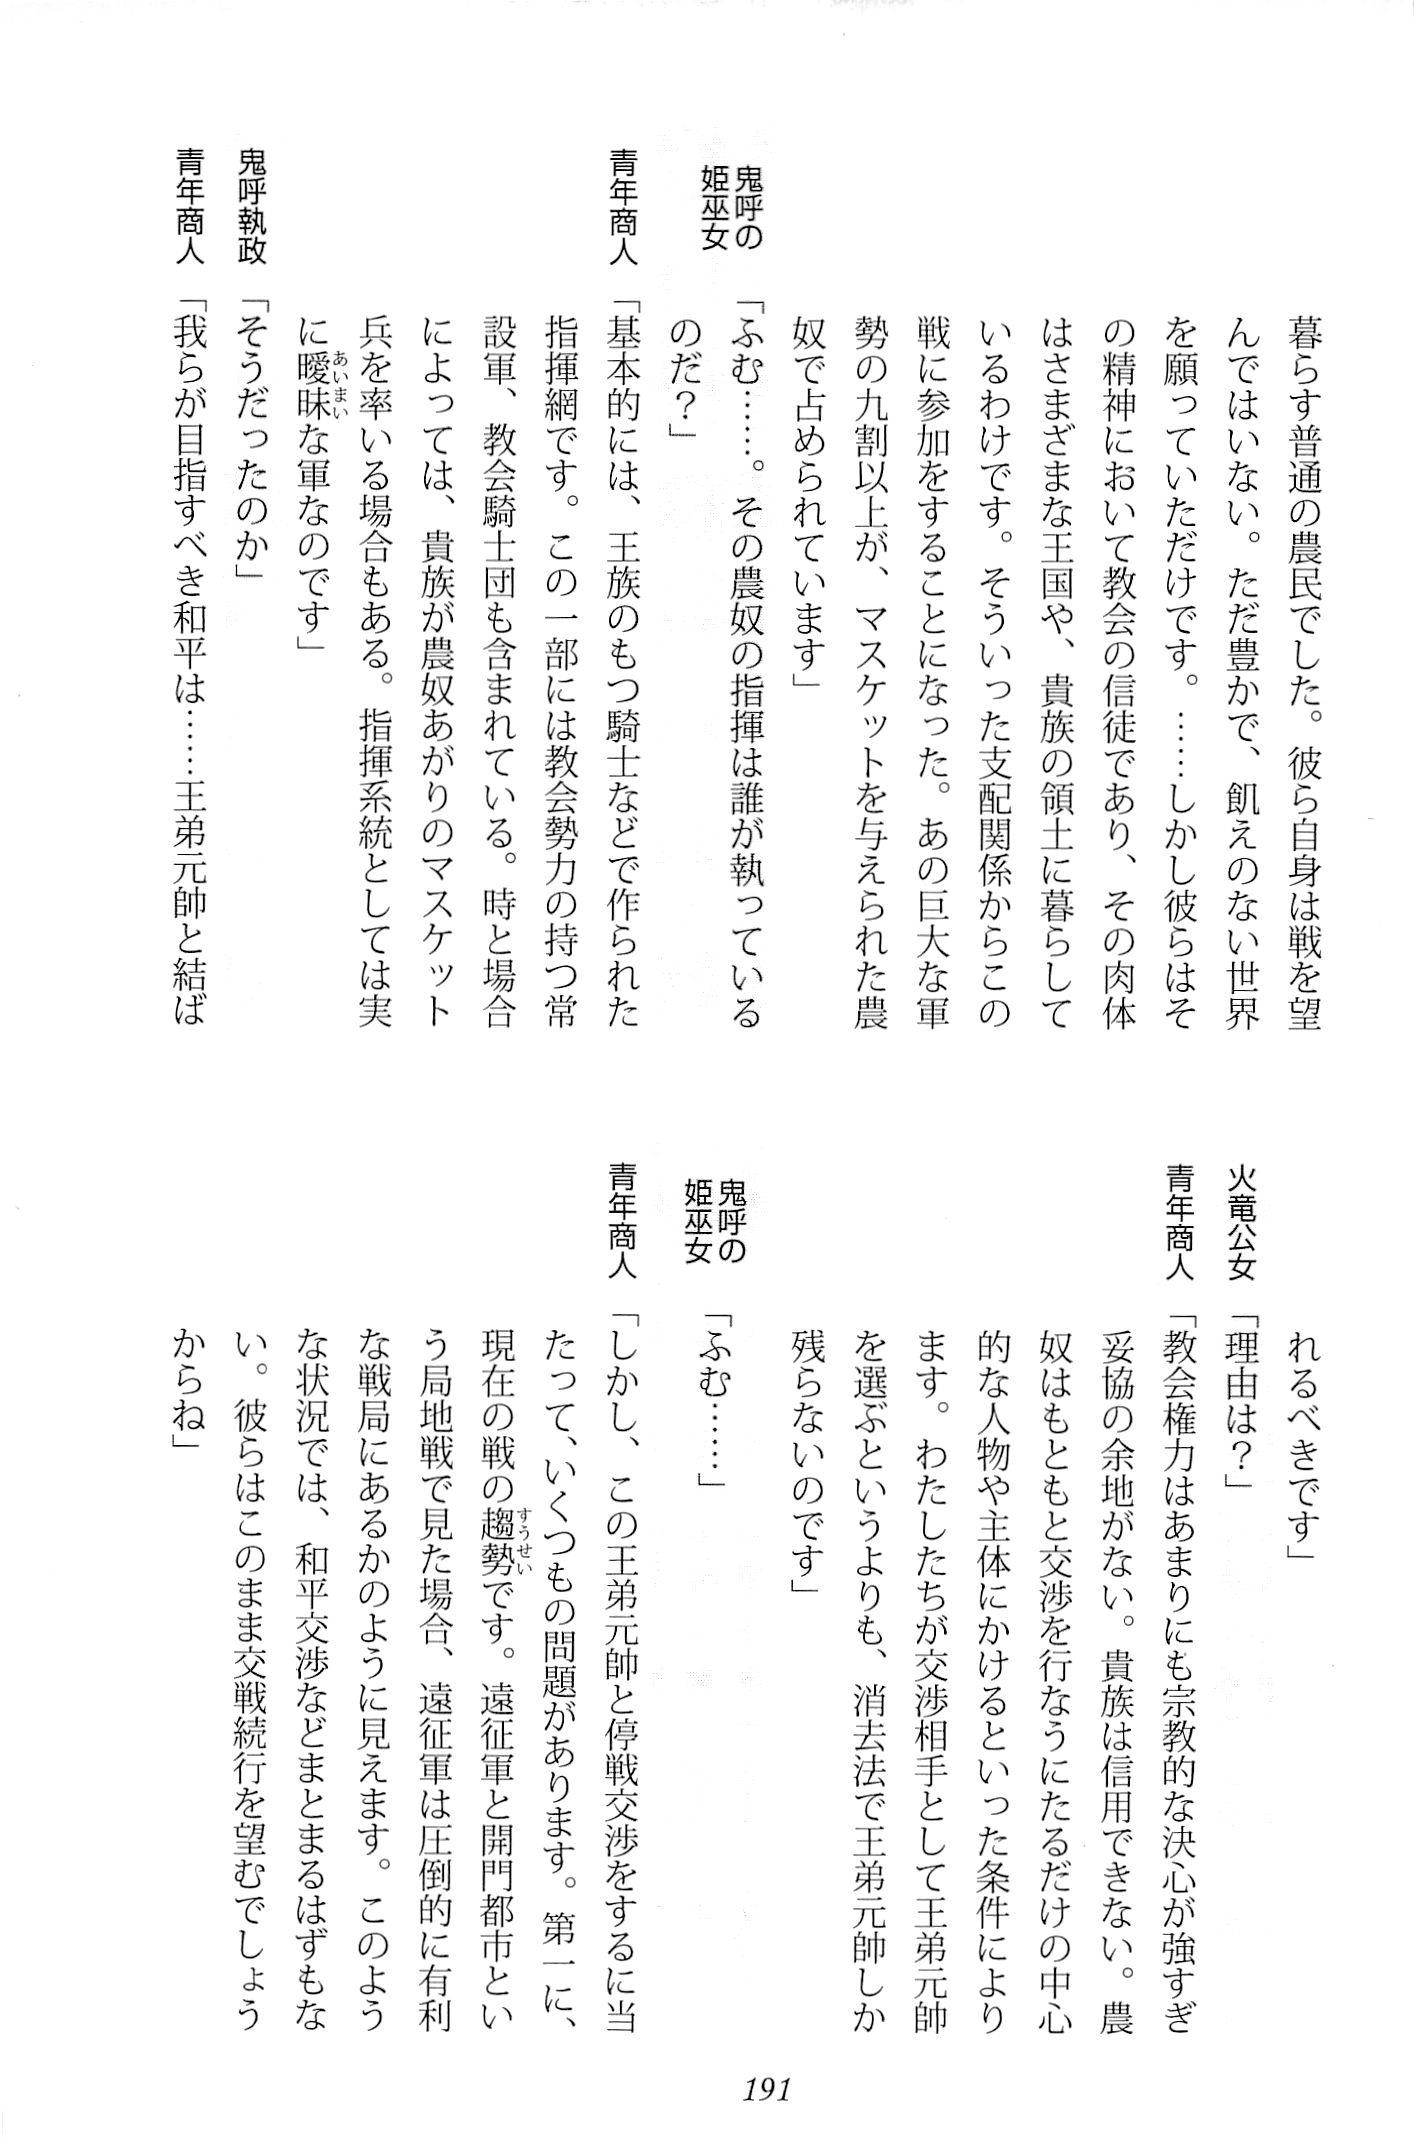 暮らす普通の農民でした。彼ら自身は戦を望
んではいない。ただ豊かで、飢えのない世界
を願っていただけです。……しかし彼らはそ
の精神において教会の信徒であり、その肉体
はさまざまな王国や、貴族の領土に暮らして
いるわけです。そういった支配関係からこの
戦に参加をすることになった。あの巨大な軍
勢の九割以上が、マスケットを与えられた農
奴で占められています」
鬼呼の姫巫女「ふむ……。その農奴の指揮は誰が執っている
のだ？」
青年商人「基本的には、王族のもつ騎士などで作られた
指揮網です。この一部には教会勢力の持つ常
設軍、教会騎士団も含まれている。時と場合
によっては、貴族が農奴あがりのマスケット
兵を率いる場合もある。指揮系統としては実
に曖昧な軍なのです」
鬼呼執政「そうだったのか」
青年商人「我らが目指すべき和平は……王弟元帥と結ば
れるべきです」
火竜公女「理由は？」
青年商人「教会権力はあまりにも宗教的な決心が強すぎ
妥協の余地がない。貴族は信用できない。農
奴はもともと交渉を行なうにたるだけの中心
的な人物や主体にかけるといった条件により
ます。わたしたちが交渉相手として王弟元帥
を選ぶというよりも、消去法で王弟元帥しか
残らないのです」
鬼呼の姫巫女「ふむ……」
青年商人「しかし、この王弟元帥と停戦交渉をするに当
たって、いくつもの問題があります。第一に、
現在の戦の趨勢です。遠征軍と開門都市とい
う局地戦で見た場合、遠征軍は圧倒的に有利
な戦局にあるかのように見えます。このよう
な状況では、和平交渉などまとまるはずもな
い。彼らはこのまま交戦続行を望むでしょう
からね」
191